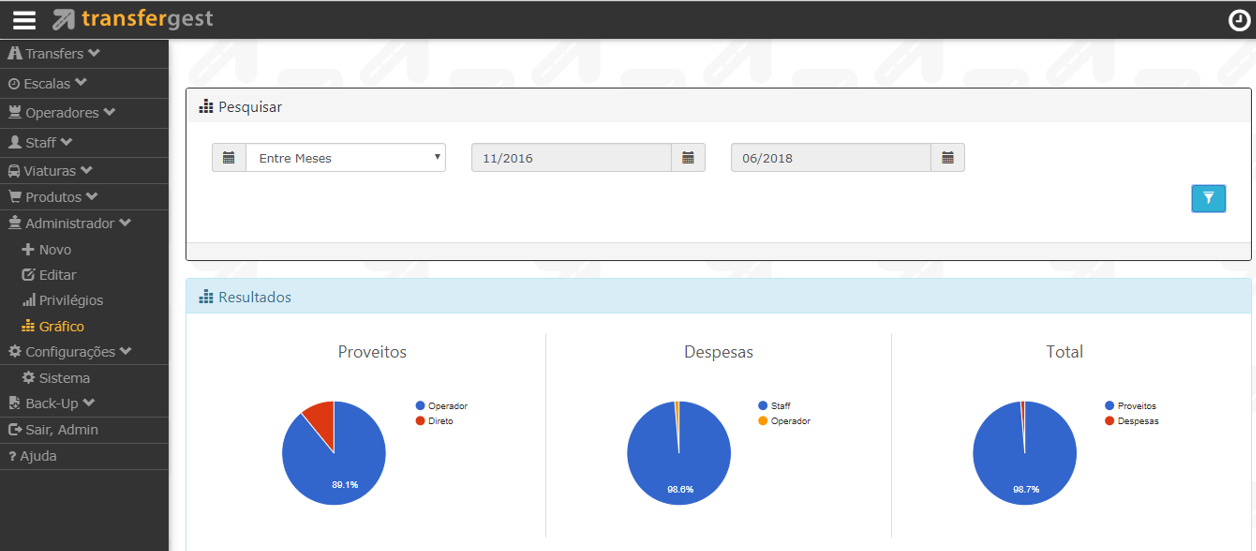 transfergest
Transfers
Escalas
Operadores
Staff
Viaturas
Produtos
Administrador
Novo
Editar
Privilégios
Gráfico
Configurações
Sistema
Back-Up
Sair, Admin
? Ajuda
Pesquisar
Entre Meses 11/2016 06/2018
Resultados
Proveitos
Operador
Direto
89.1%
Despesas
Staff
Operador
98.6%
Total
Proveitos
Despesas
98.7%